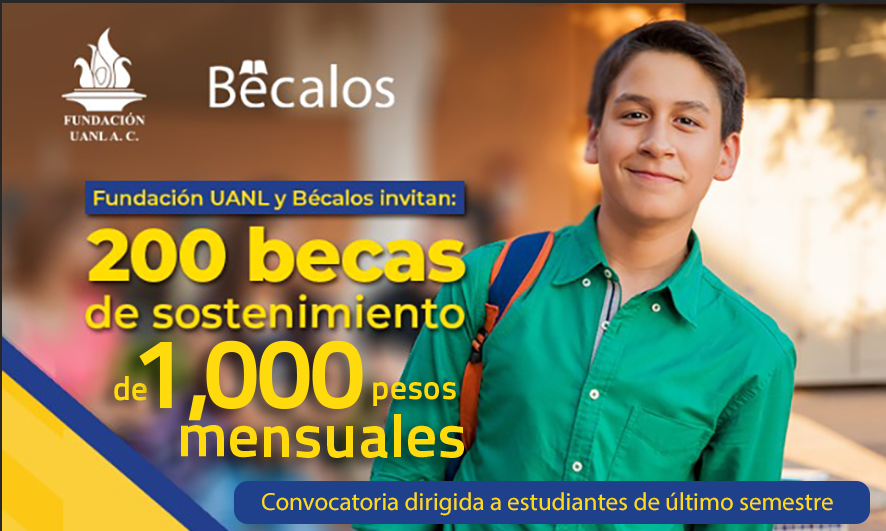 FUNDACIÓN
UANL A. C.
Bécalos
Fundación UANL y Bécalos invitan:
200 becas
de sostenimiento
de 1,000 pesos
mensuales
Convocatoria dirigida a estudiantes de último semestre